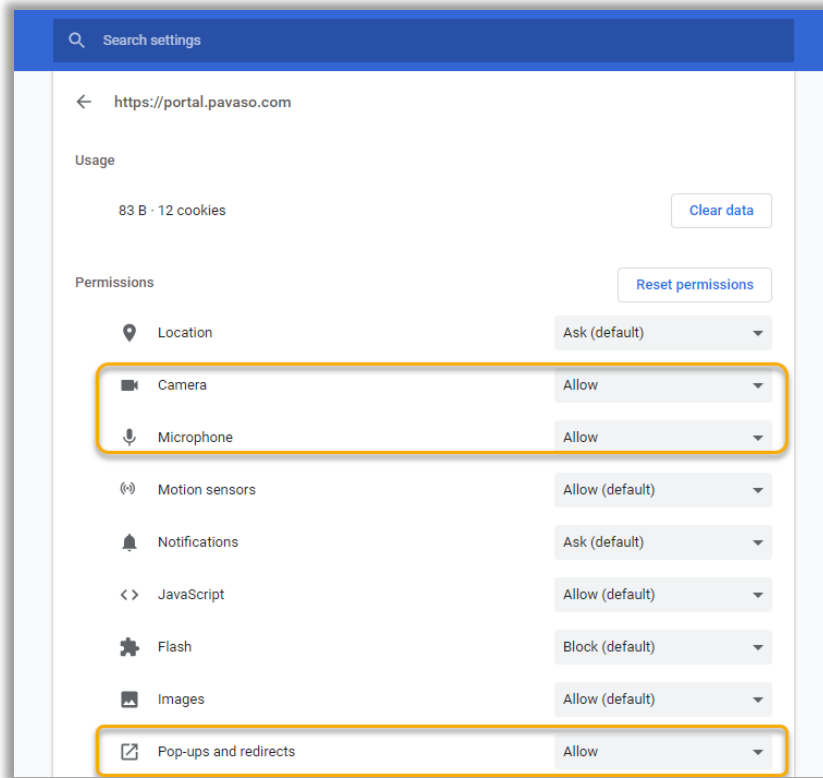 Search settings
https://portal.pavaso.com
Usage
83 B · 12 cookies
Clear data
Permissions
Reset permissions
Location
Ask (default)
Camera
Allow
Microphone
Allow
Motion sensors
Allow (default)
Notifications
Ask (default)
JavaScript
Allow (default)
Flash
Block (default)
Images
Allow (default)
Pop-ups and redirects
Allow